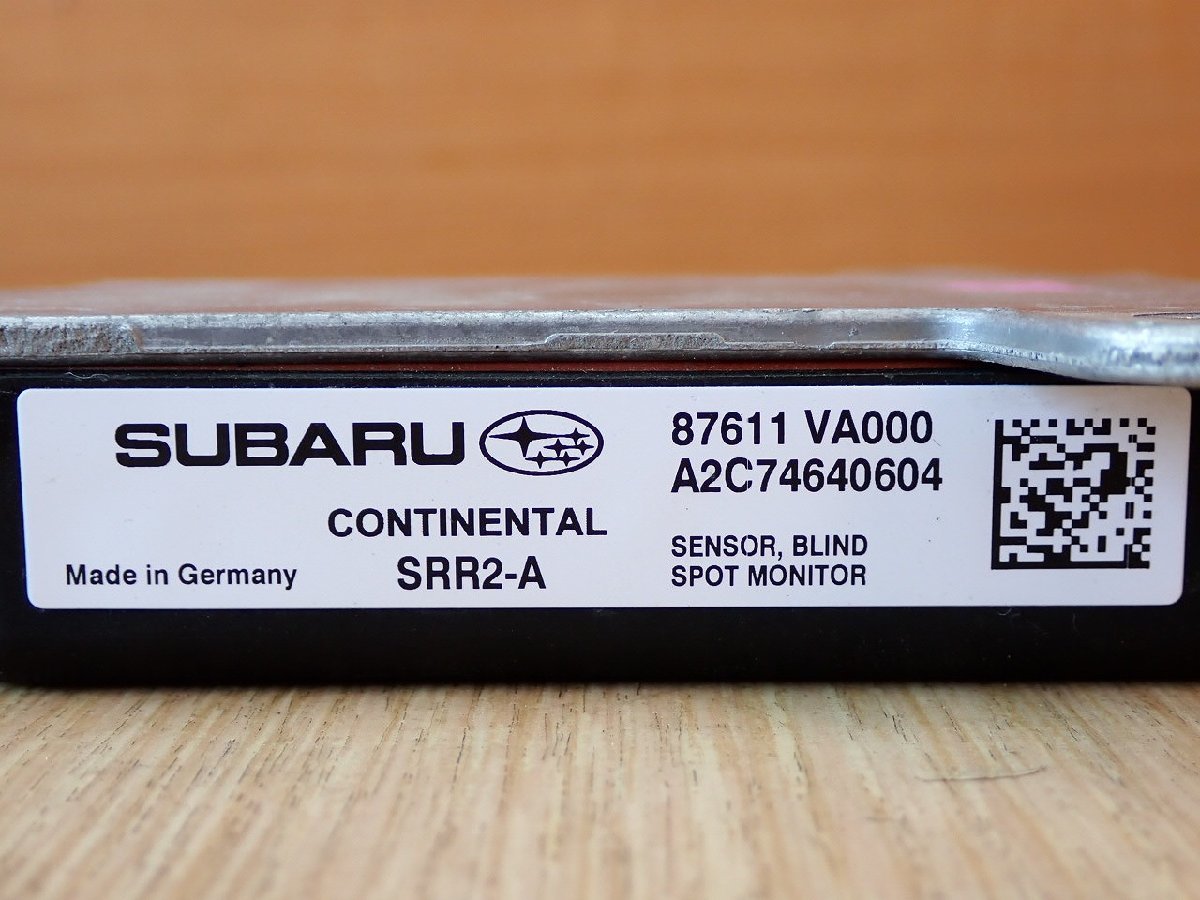 SUBARU
CONTINENTAL
Made in Germany SRR2-A
87611 VA000
A2C74640604
SENSOR, BLIND
SPOT MONITOR